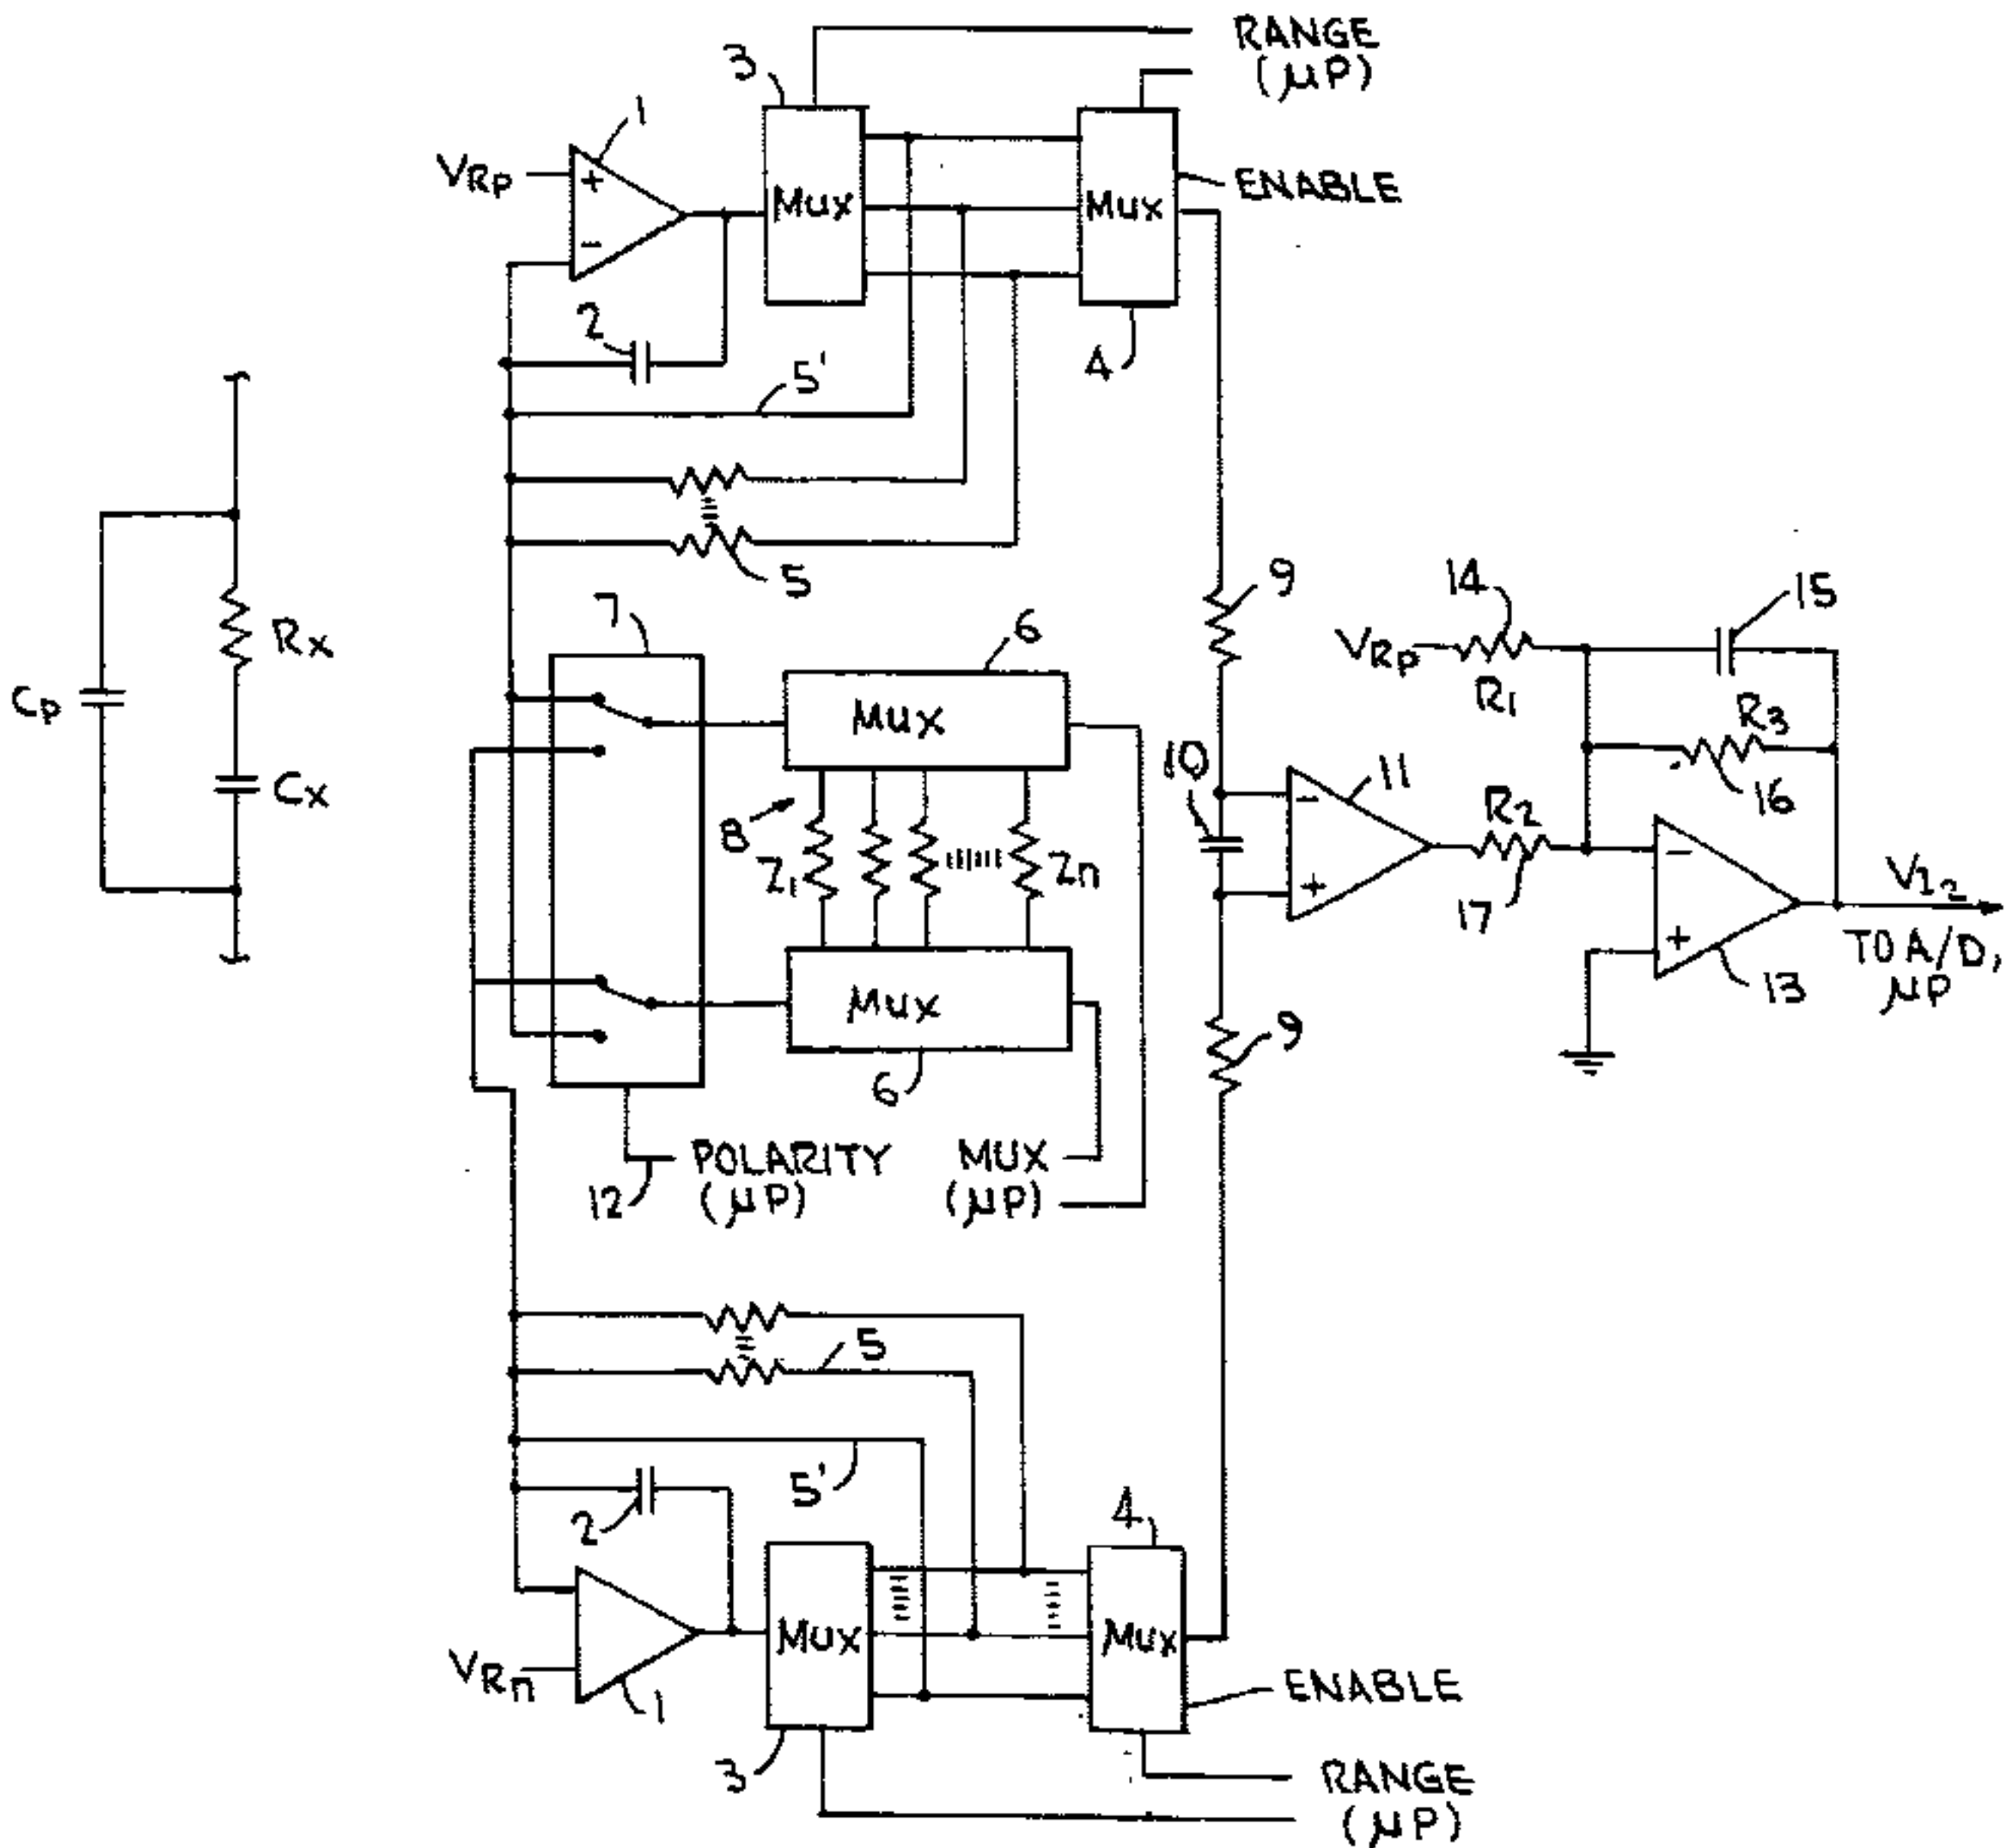 RANGE
(μP)
3
1
VRp
+
−
Mux
Mux
ENABLE
2
4
5'
5
9
14
15
7
6
Rx
VRp
R1
Cp
Mux
R3
10
11
16
Cx
8
R2
Z1
Zn
−
+
−
+
17
V12
TO A/D,
μP
13
Mux
9
6
POLARITY
(μP)
MUX
(μP)
12
5
5'
2
4
Mux
Mux
VRn
1
ENABLE
3
RANGE
(μP)